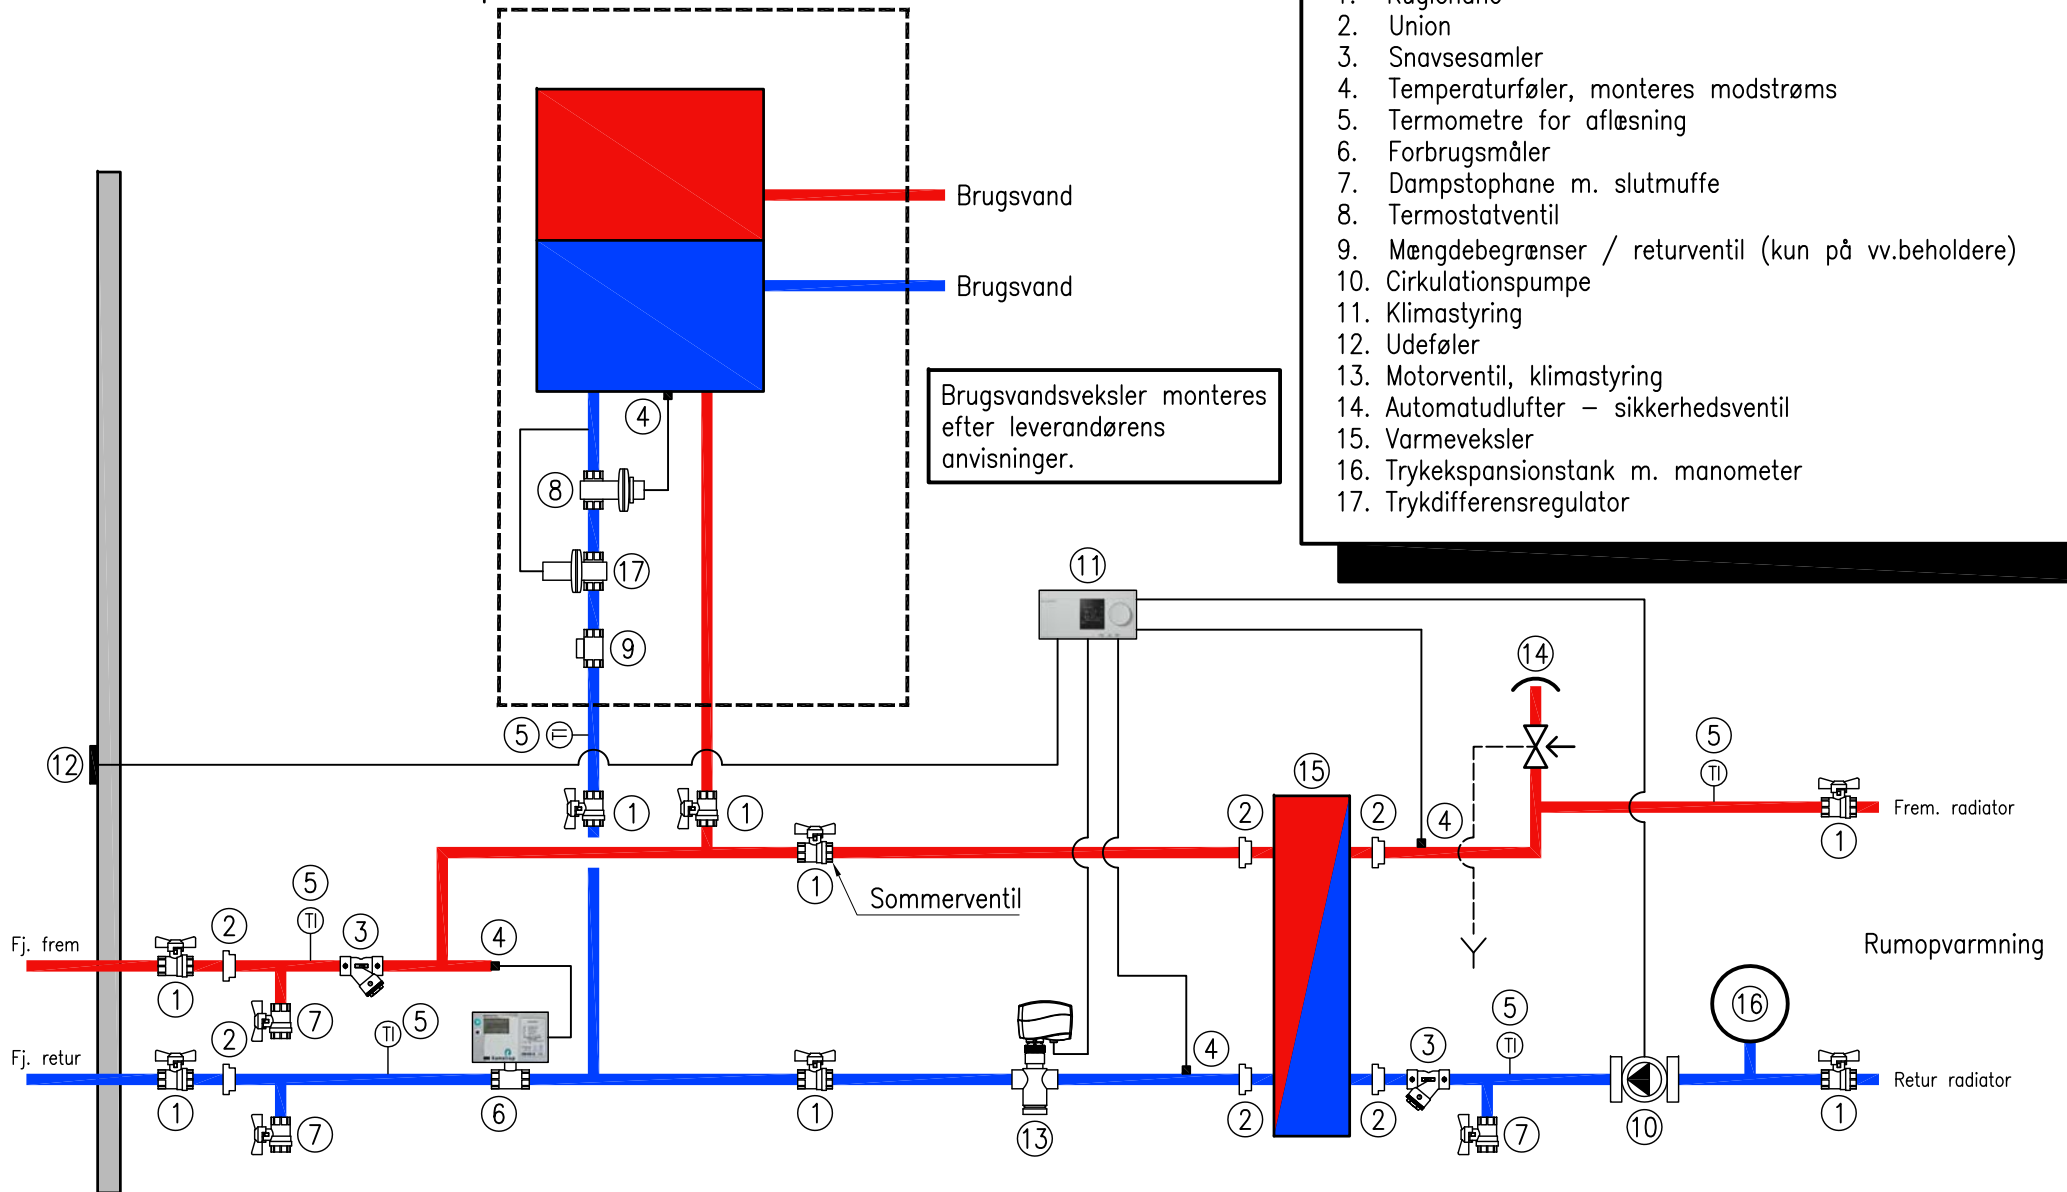 2. Union
3. Snavsesamler
4. Temperaturføler, monteres modstrøms
5. Termometre for aflæsning
6. Forbrugsmåler
7. Dampstophane m. slutmuffe
8. Termostatventil
9. Mængdebegrænser / returventil (kun på vv.beholdere)
10. Cirkulationspumpe
11. Klimastyring
12. Udeføler
13. Motorventil, klimastyring
14. Automatudlufter – sikkerhedsventil
15. Varmeveksler
16. Trykekspansionstank m. manometer
17. Trykdifferensregulator
Brugsvand
Brugsvand
Brugsvandsveksler monteres
efter leverandørens
anvisninger.
4
8
17
9
11
14
5 TI
5
TI
12
15
1
1
2
2
4
1
Frem. radiator
1
Sommerventil
5
TI
2
3
4
Fj. frem
1
7
Rumopvarmning
16
5
TI
2
TI 5
Fj. retur
1
7
6
1
13
4
2
2
3
7
10
1
Retur radiator